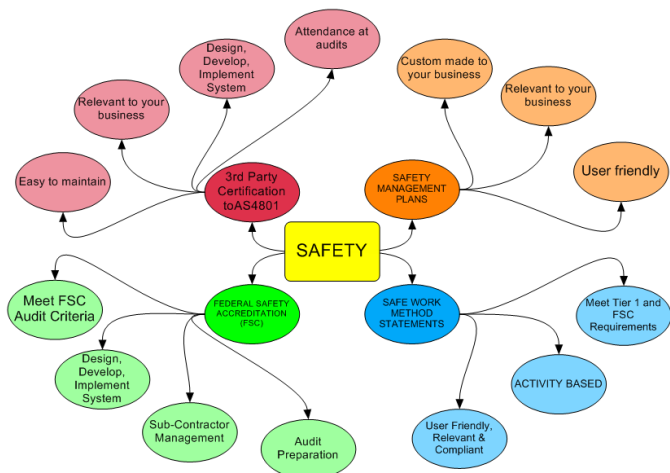 Attendance at
audits
Design,
Develop,
Implement
System
Custom made to
your business
Relevant to your
business
Relevant to
your business
Easy to maintain
3rd Party
Certification
toAS4801
SAFETY
MANAGEMENT
PLANS
User friendly
SAFETY
Meet FSC
Audit Criteria
FEDERAL SAFETY
ACCREDITATION
(FSC)
SAFE WORK
METHOD
STATEMENTS
Meet Tier 1 and
FSC
Requirements
Design,
Develop,
Implement
System
ACTIVITY BASED
Sub-Contractor
Management
Audit
Preparation
User Friendly,
Relevant &
Compliant